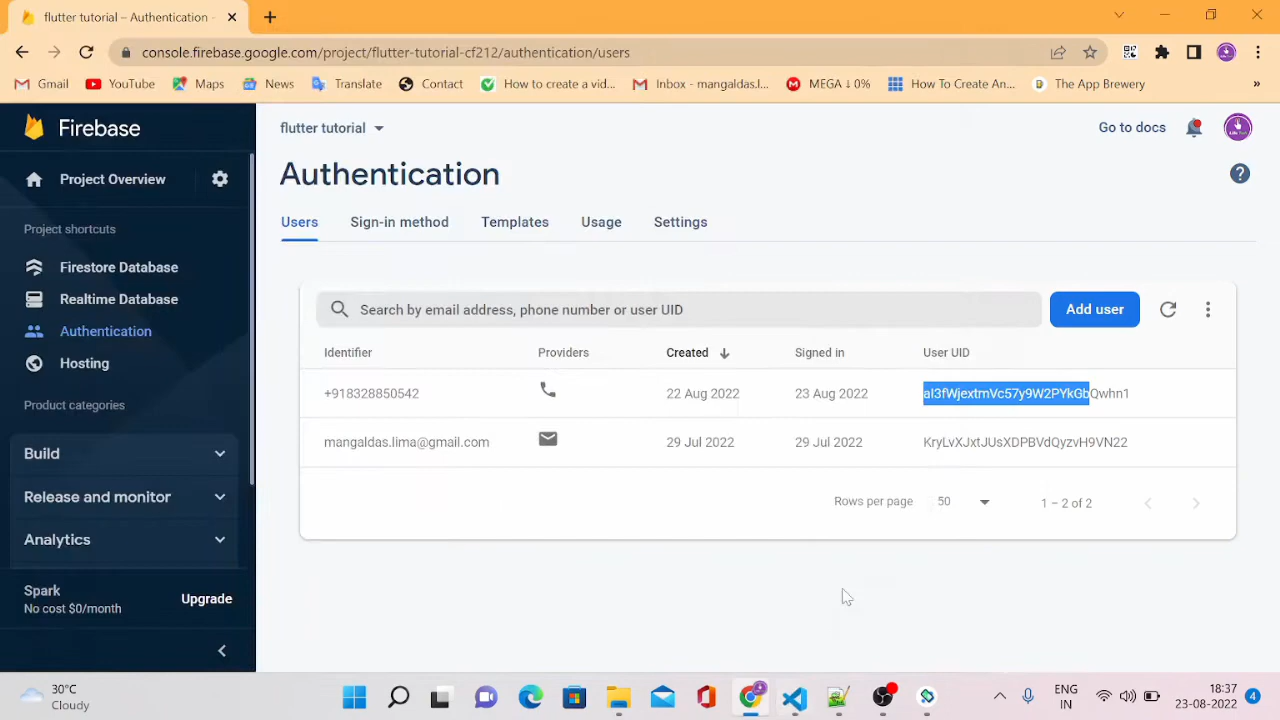 flutter tutorial – Authentication -
console.firebase.google.com/project/flutter-tutorial-cf212/authentication/users
Gmail YouTube Maps News Translate Contact How to create a vid... Inbox - mangaldas.l... MEGA ↓ 0% How To Create An... The App Brewery »
Firebase
Project Overview
Project shortcuts
Firestore Database
Realtime Database
Authentication
Hosting
Product categories
Build
Release and monitor
Analytics
Spark
No cost $0/month
Upgrade
flutter tutorial
Go to docs
Authentication
Users Sign-in method Templates Usage Settings
Search by email address, phone number or user UID
Add user
Identifier Providers Created Signed in User UID
+918328850542 22 Aug 2022 23 Aug 2022 al3fWjextmVc57y9W2PYkGbQwhn1
mangaldas.lima@gmail.com 29 Jul 2022 29 Jul 2022 KryLvXJxtJUsXDPBVdQyzvH9VN22
Rows per page 50 1 – 2 of 2
30°C
Cloudy
ENG
IN
18:37
23-08-2022
4